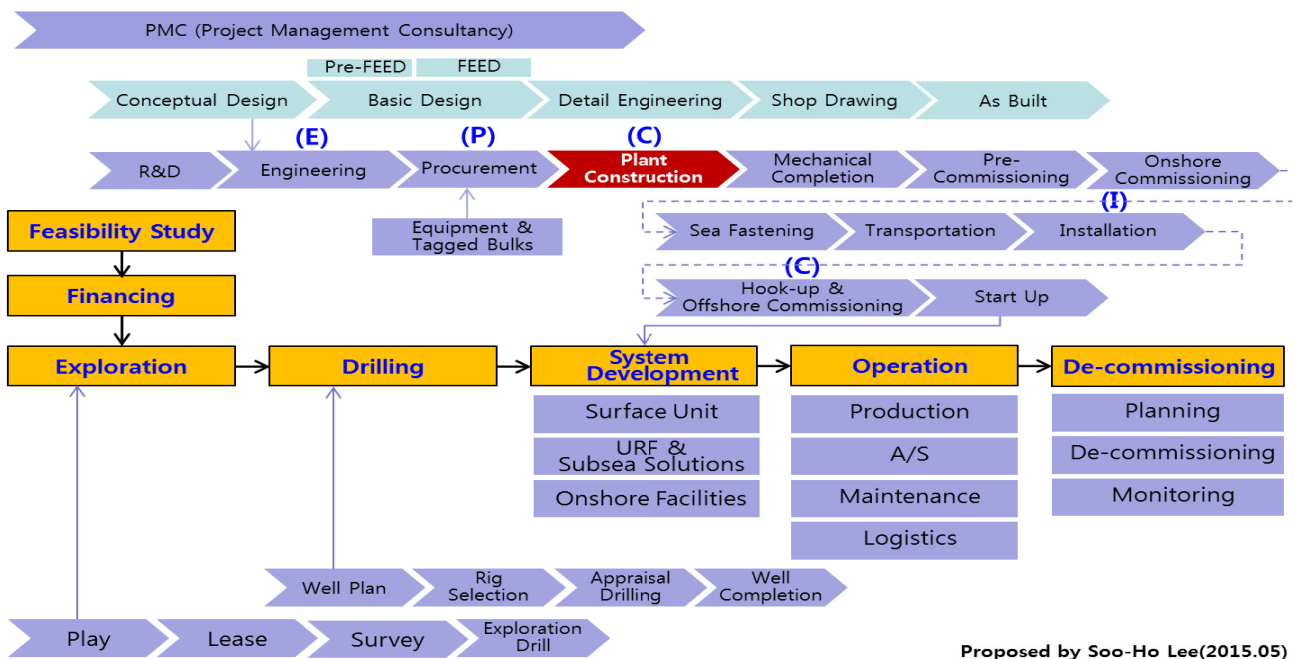 PMC (Project Management Consultancy)
Pre-FEED
FEED
Conceptual Design
Basic Design
Detail Engineering
Shop Drawing
As Built
(E)
(P)
(C)
R&D
Engineering
Procurement
Plant
Construction
Mechanical
Completion
Pre-
Commissioning
Onshore
Commissioning
Equipment &
Tagged Bulks
(I)
Sea Fastening
Transportation
Installation
(C)
Hook-up &
Offshore Commissioning
Start Up
Feasibility Study
Financing
Exploration
Drilling
System
Development
Operation
De-commissioning
Surface Unit
URF &
Subsea Solutions
Onshore Facilities
Production
A/S
Maintenance
Logistics
Planning
De-commissioning
Monitoring
Well Plan
Rig
Selection
Appraisal
Drilling
Well
Completion
Play
Lease
Survey
Exploration
Drill
Proposed by Soo-Ho Lee(2015.05)